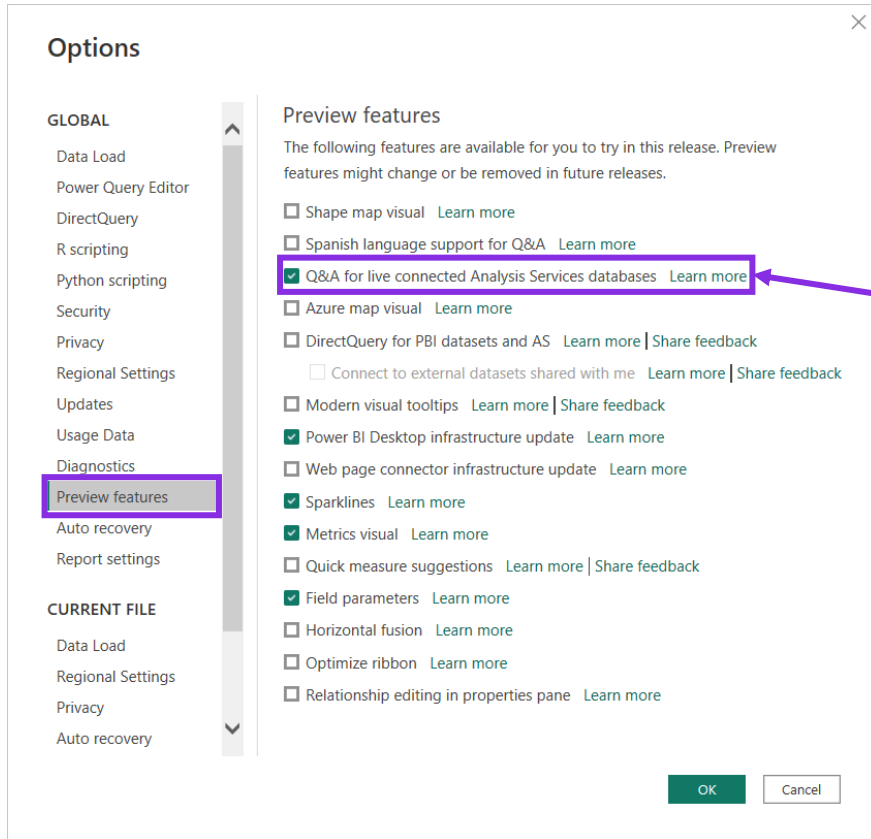 Options
GLOBAL
Data Load
Power Query Editor
DirectQuery
R scripting
Python scripting
Security
Privacy
Regional Settings
Updates
Usage Data
Diagnostics
Preview features
Auto recovery
Report settings
CURRENT FILE
Data Load
Regional Settings
Privacy
Auto recovery
Preview features
The following features are available for you to try in this release. Preview
features might change or be removed in future releases.
Shape map visual Learn more
Spanish language support for Q&A Learn more
Q&A for live connected Analysis Services databases Learn more
Azure map visual Learn more
DirectQuery for PBI datasets and AS Learn more | Share feedback
Connect to external datasets shared with me Learn more | Share feedback
Modern visual tooltips Learn more | Share feedback
Power BI Desktop infrastructure update Learn more
Web page connector infrastructure update Learn more
Sparklines Learn more
Metrics visual Learn more
Quick measure suggestions Learn more | Share feedback
Field parameters Learn more
Horizontal fusion Learn more
Optimize ribbon Learn more
Relationship editing in properties pane Learn more
OK Cancel